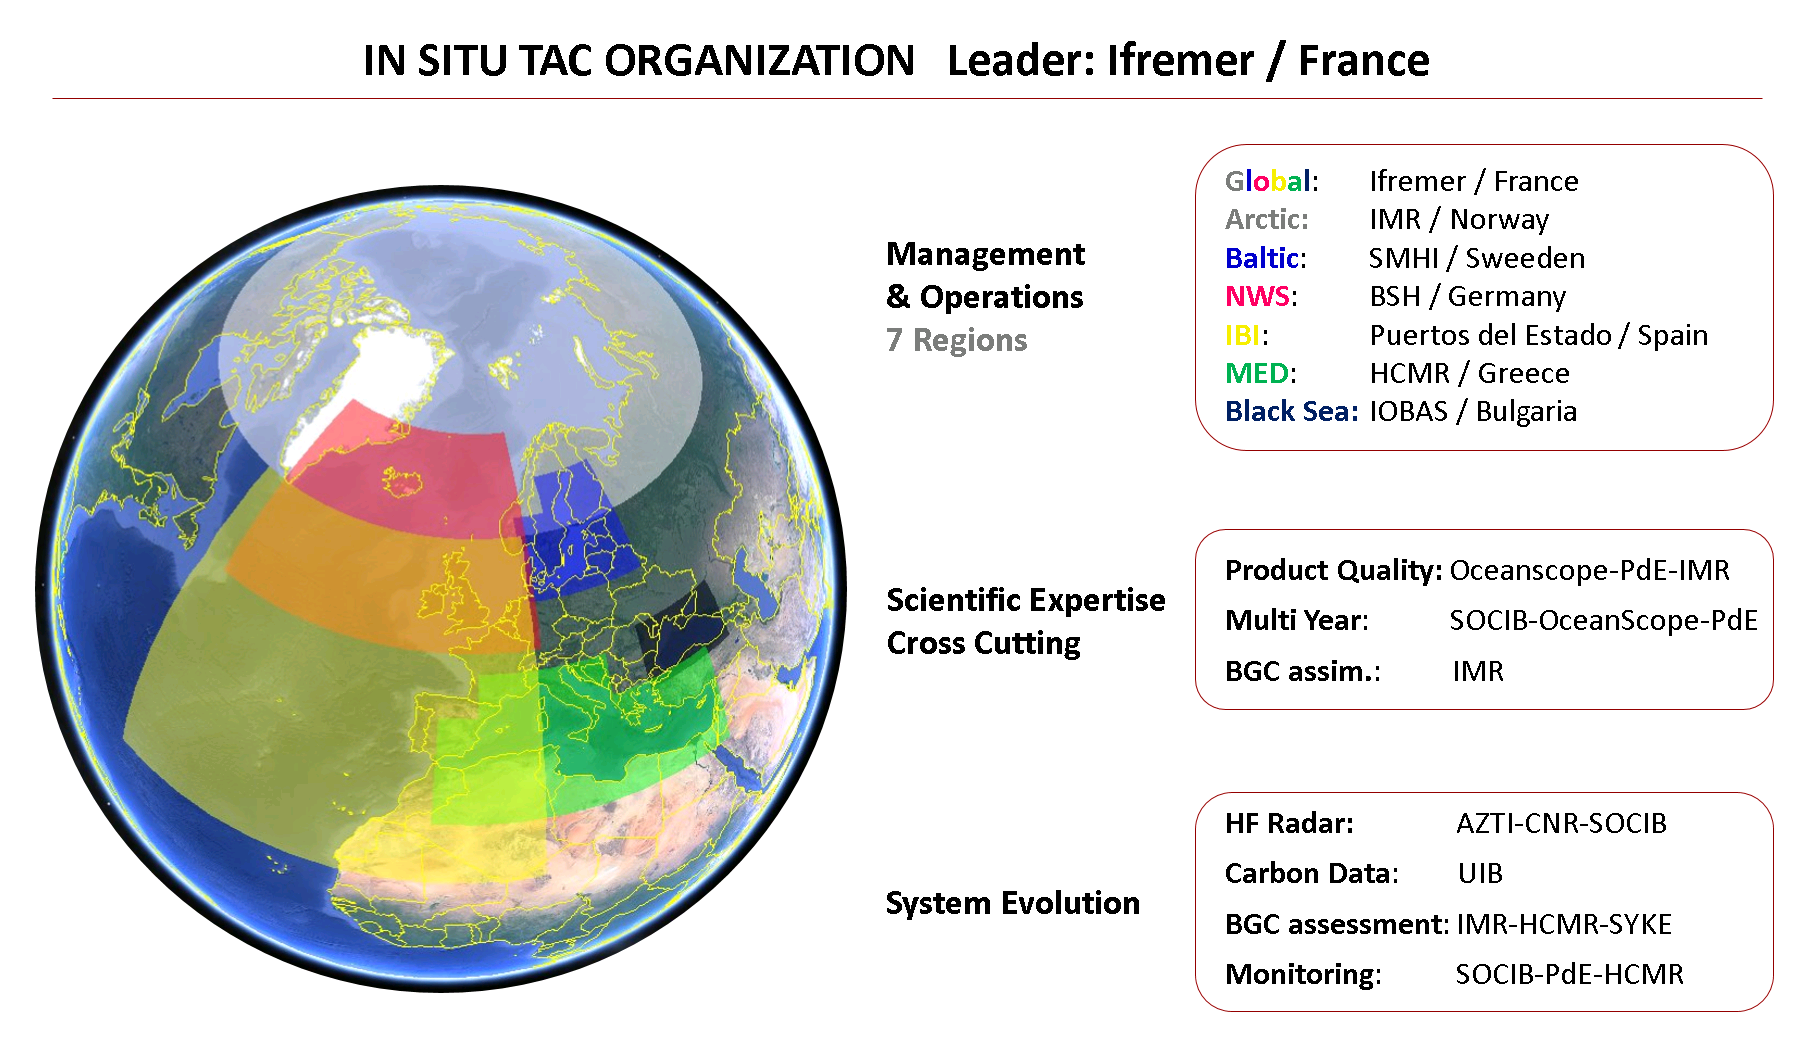 IN SITU TAC ORGANIZATION Leader: Ifremer / France
Management
& Operations
7 Regions
Global: Ifremer / France
Arctic: IMR / Norway
Baltic: SMHI / Sweeden
NWS: BSH / Germany
IBI: Puertos del Estado / Spain
MED: HCMR / Greece
Black Sea: IOBAS / Bulgaria
Scientific Expertise
Cross Cutting
Product Quality: Oceanscope-PdE-IMR
Multi Year: SOCIB-OceanScope-PdE
BGC assim.: IMR
System Evolution
HF Radar: AZTI-CNR-SOCIB
Carbon Data: UIB
BGC assessment: IMR-HCMR-SYKE
Monitoring: SOCIB-PdE-HCMR